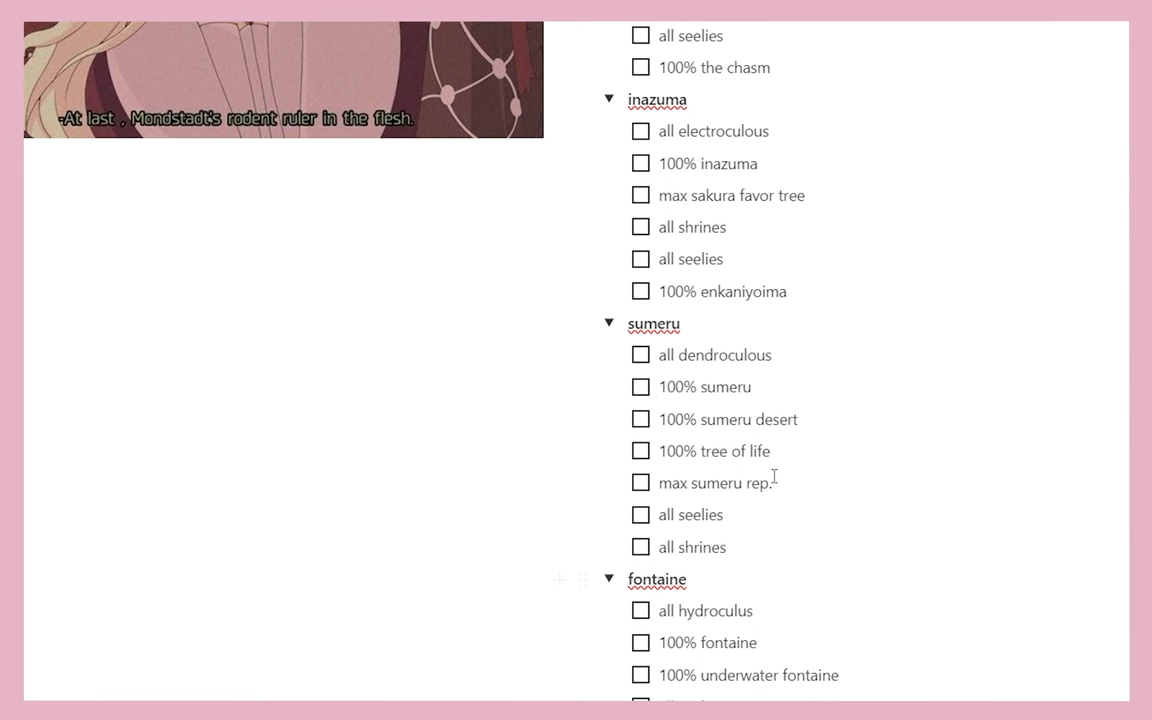 -At last , Mondstadt's rodent ruler in the flesh.
all seelies
100% the chasm
inazuma
all electroculous
100% inazuma
max sakura favor tree
all shrines
all seelies
100% enkaniyoima
sumeru
all dendroculous
100% sumeru
100% sumeru desert
100% tree of life
max sumeru rep.
all seelies
all shrines
fontaine
all hydroculus
100% fontaine
100% underwater fontaine